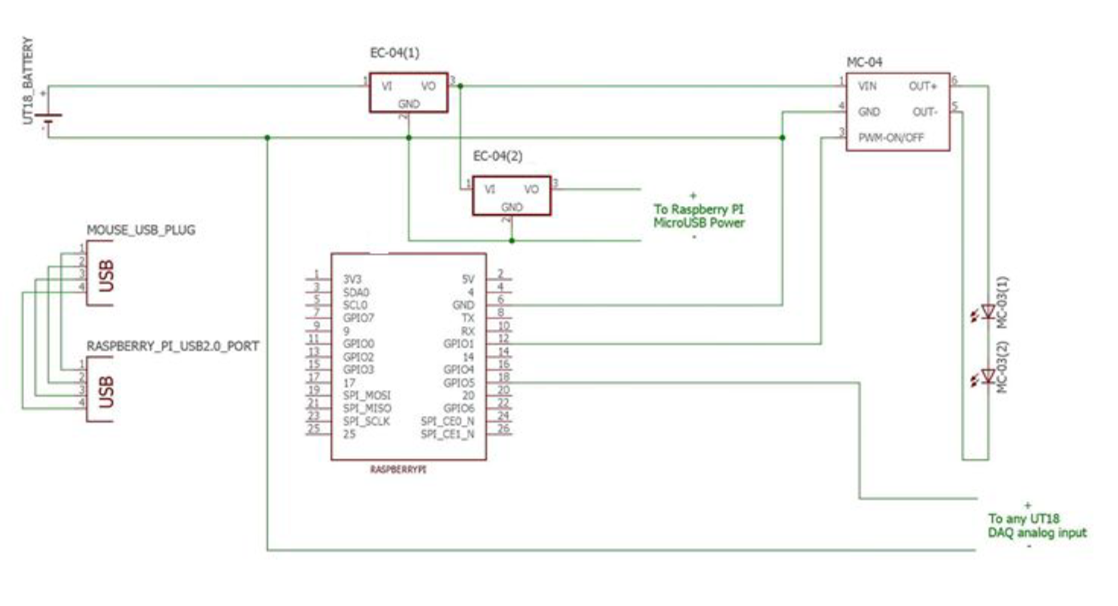 UT18_BATTERY
+
-
EC-04(1)
1 VI VO 3
GND
2
MC-04
1 VIN OUT+ 6
4 GND OUT- 5
3 PWM-ON/OFF
EC-04(2)
1 VI VO 3
GND
2
+
To Raspberry PI
MicroUSB Power
-
MOUSE_USB_PLUG
1
2
3
4
USB
RASPBERRY_PI_USB2.0_PORT
1
2
3
4
USB
1 3V3 5V 2
3 SDA0 4 4
5 SCL0 GND 6
7 GPIO7 TX 8
9 9 RX 10
11 GPIO0 GPIO1 12
13 GPIO2 14 14
15 GPIO3 GPIO4 16
17 17 GPIO5 18
19 SPI_MOSI 20 20
21 SPI_MISO GPIO6 22
23 SPI_SCLK SPI_CE0_N 24
25 25 SPI_CE1_N 26
RASPBERRYPI
MC-03(1)
MC-03(2)
+
To any UT18
DAQ analog input
-